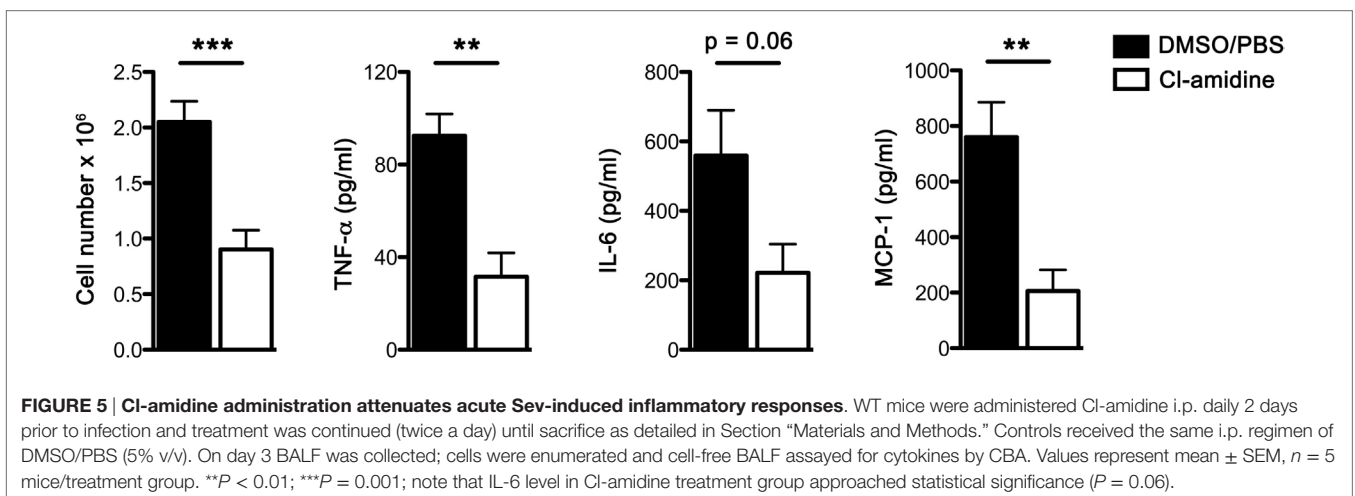 *** ** p = 0.06 **
DMSO/PBS
Cl-amidine
Cell number x 10⁶
2.5
2.0
1.5
1.0
0.5
0.0
TNF-α (pg/ml)
120
80
40
0
IL-6 (pg/ml)
800
600
400
200
0
MCP-1
(pg/ml)
1000
800
600
400
200
0
FIGURE 5 | Cl-amidine administration attenuates acute Sev-induced inflammatory responses. WT mice were administered Cl-amidine i.p. daily 2 days
prior to infection and treatment was continued (twice a day) until sacrifice as detailed in Section “Materials and Methods.” Controls received the same i.p. regimen of
DMSO/PBS (5% v/v). On day 3 BALF was collected; cells were enumerated and cell-free BALF assayed for cytokines by CBA. Values represent mean ± SEM, n = 5
mice/treatment group. **P < 0.01; ***P = 0.001; note that IL-6 level in Cl-amidine treatment group approached statistical significance (P = 0.06).